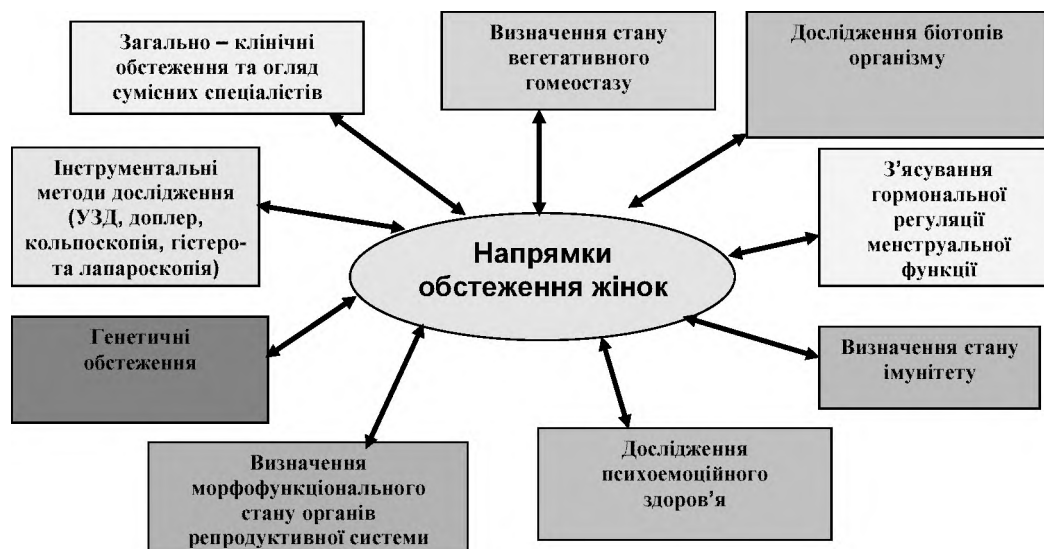 Загально – клінічні
обстеження та огляд
сумісних спеціалістів
Визначення стану
вегетативного
гомеостазу
Дослідження біотопів
організму
Інструментальні
методи дослідження
(УЗД, доплер,
кольпоскопія, гістеро-
та лапароскопія)
З’ясування
гормональної
регуляції
менструальної
функції
Напрямки
обстеження жінок
Генетичні
обстеження
Визначення стану
імунітету
Визначення
морфофункціонального
стану органів
репродуктивної системи
Дослідження
психоемоційного
здоров’я